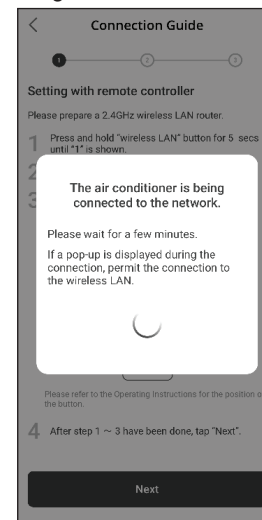 Connection Guide
1
2
3
Setting with remote controller
Please prepare a 2.4GHz wireless LAN router.
1 Press and hold "wireless LAN" button for 5 secs
until "1" is shown.
2
3
The air conditioner is being
connected to the network.
Please wait for a few minutes.
If a pop-up is displayed during the
connection, permit the connection to
the wireless LAN.
Please refer to the Operating Instructions for the position
the button.
4 After step 1 ~ 3 have been done, tap "Next".
Next